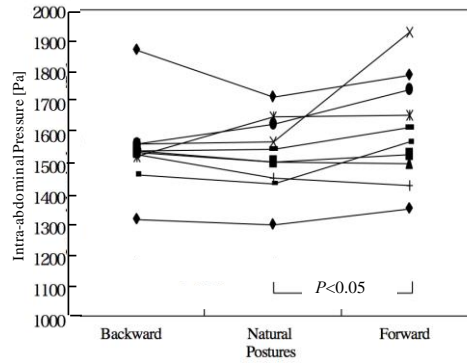 Intra-abdominal Pressure [Pa]
2000
1900
1800
1700
1600
1500
1400
1300
1200
1100
1000
P<0.05
Backward Natural Forward
Postures